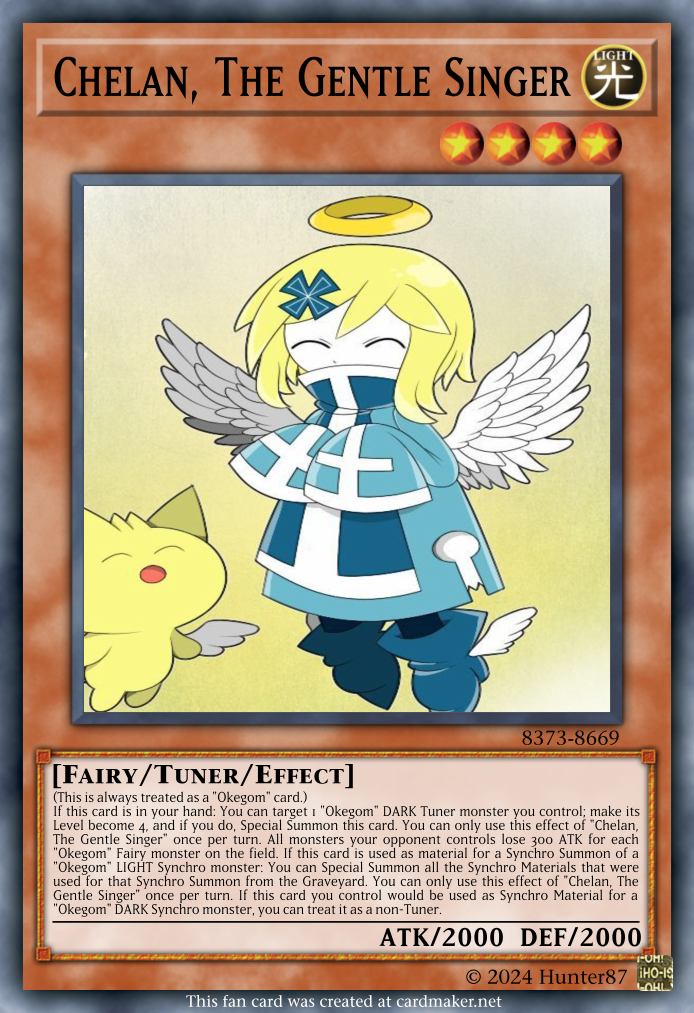 Chelan, The Gentle Singer
LIGHT
光
8373-8669
[Fairy/Tuner/Effect]
(This is always treated as a "Okegom" card.)
If this card is in your hand: You can target 1 "Okegom" DARK Tuner monster you control; make its
Level become 4, and if you do, Special Summon this card. You can only use this effect of "Chelan,
The Gentle Singer" once per turn. All monsters your opponent controls lose 300 ATK for each
"Okegom" Fairy monster on the field. If this card is used as material for a Synchro Summon of a
"Okegom" LIGHT Synchro monster: You can Special Summon all the Synchro Materials that were
used for that Synchro Summon from the Graveyard. You can only use this effect of "Chelan, The
Gentle Singer" once per turn. If this card you control would be used as Synchro Material for a
"Okegom" DARK Synchro monster, you can treat it as a non-Tuner.
ATK/2000 DEF/2000
© 2024 Hunter87
This fan card was created at cardmaker.net